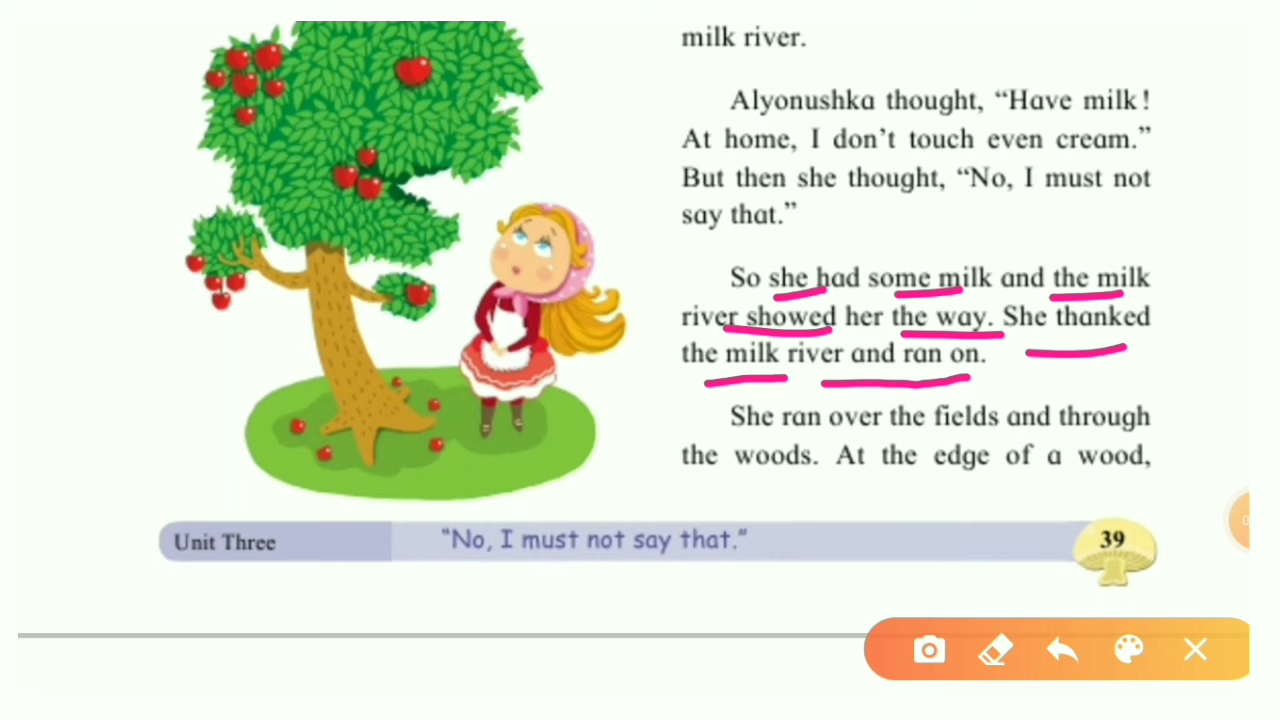 milk river.
Alyonushka thought, “Have milk!
At home, I don’t touch even cream.”
But then she thought, “No, I must not
say that.”
So she had some milk and the milk
river showed her the way. She thanked
the milk river and ran on.
She ran over the fields and through
the woods. At the edge of a wood,
Unit Three
“No, I must not say that.”
39